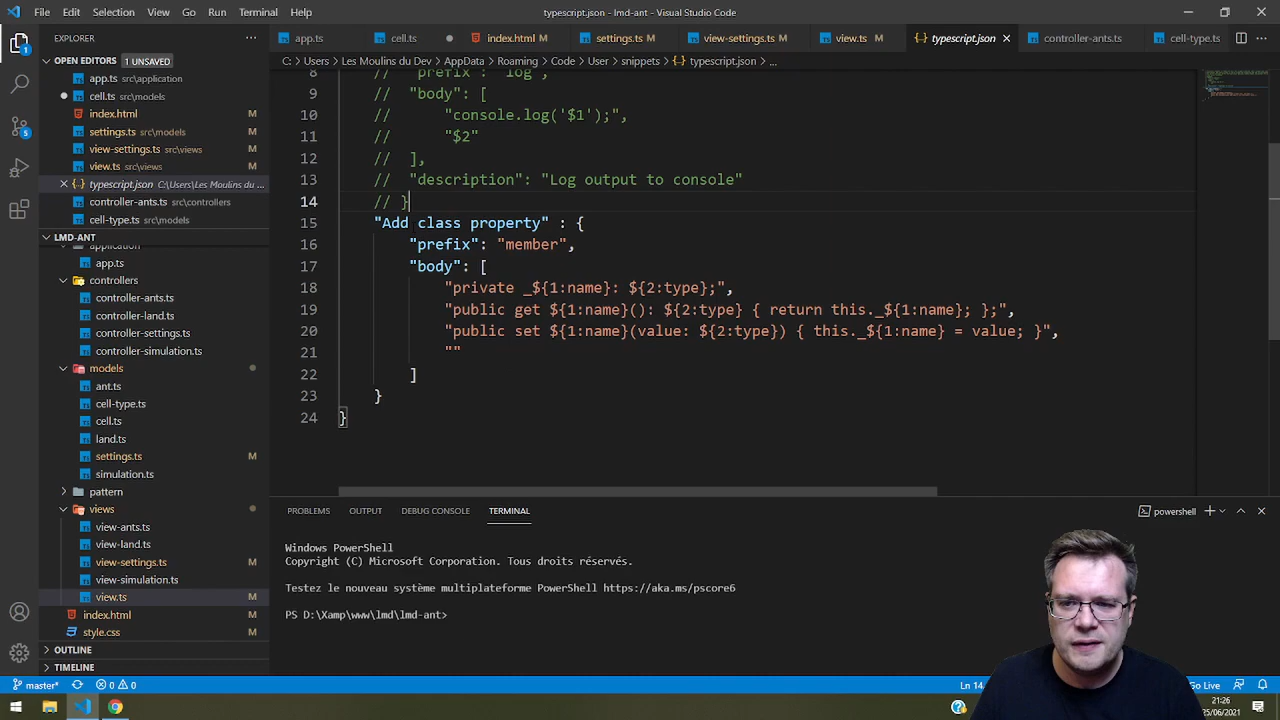 File Edit Selection View Go Run Terminal Help
typescript.json - lmd-ant - Visual Studio Code
EXPLORER
app.ts
cell.ts
index.html M
settings.ts M
view-settings.ts M
view.ts M
typescript.json
controller-ants.ts
cell-type.ts
OPEN EDITORS 1 UNSAVED
app.ts src\application
cell.ts src\models
index.html M
settings.ts src\models M
view-settings.ts src\views M
view.ts src\views M
typescript.json C:\Users\Les Moulins du ...
controller-ants.ts src\controllers
cell-type.ts src\models
LMD-ANT
application
app.ts
controllers
controller-ants.ts
controller-land.ts
controller-settings.ts
controller-simulation.ts
models
ant.ts
cell-type.ts
cell.ts
land.ts
settings.ts M
simulation.ts
pattern
views
view-ants.ts
view-land.ts
view-settings.ts M
view-simulation.ts
view.ts M
index.html M
style.css M
OUTLINE
TIMELINE
C: > Users > Les Moulins du Dev > AppData > Roaming > Code > User > snippets > typescript.json > ...
8 // "prefix": "log",
9 // "body": [
10 // "console.log('$1');",
11 // "$2"
12 // ],
13 // "description": "Log output to console"
14 // }
15 "Add class property" : {
16 "prefix": "member",
17 "body": [
18 "private _${1:name}: ${2:type};",
19 "public get ${1:name}(): ${2:type} { return this._${1:name}; };",
20 "public set ${1:name}(value: ${2:type}) { this._${1:name} = value; }",
21 ""
22 ]
23 }
24 }
PROBLEMS OUTPUT DEBUG CONSOLE TERMINAL
powershell
Windows PowerShell
Copyright (C) Microsoft Corporation. Tous droits réservés.
Testez le nouveau système multiplateforme PowerShell https://aka.ms/pscore6
PS D:\Xamp\www\lmd\lmd-ant>
master* 0 0
Ln 14,
Go Live
21:26
25/06/2021